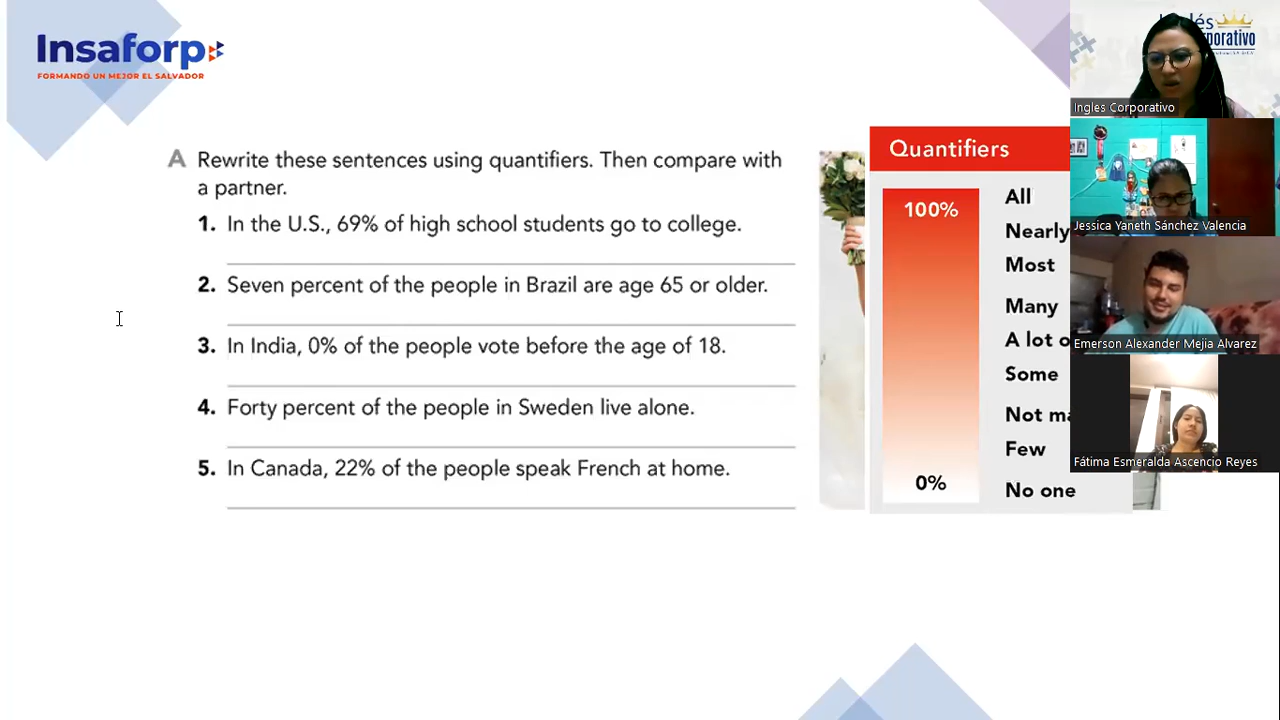 Insaforp
FORMANDO UN MEJOR EL SALVADOR
A Rewrite these sentences using quantifiers. Then compare with
a partner.
1. In the U.S., 69% of high school students go to college.
2. Seven percent of the people in Brazil are age 65 or older.
3. In India, 0% of the people vote before the age of 18.
4. Forty percent of the people in Sweden live alone.
5. In Canada, 22% of the people speak French at home.
Quantifiers
100%
0%
All
Nearly
Most
Many
A lot
Some
Not
Few
No one
Ingles Corporativo
Jessica Yaneth Sánchez Valencia
Emerson Alexander Mejia Alvarez
Fátima Esmeralda Ascencio Reyes